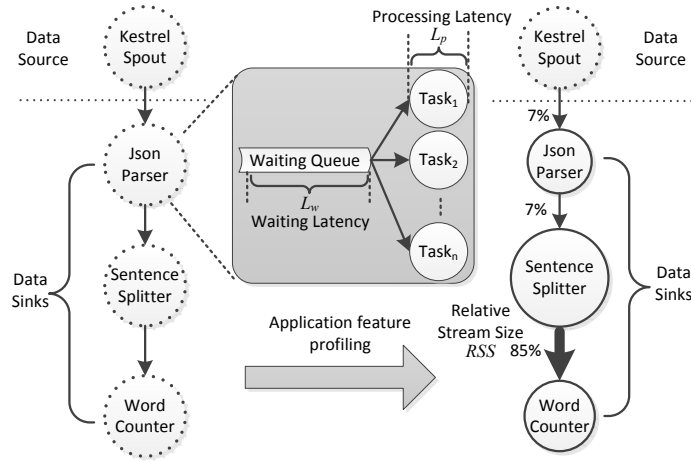 Data
Source
Kestrel
Spout
Json
Parser
Data
Sinks
Sentence
Splitter
Word
Counter
Processing Latency
Lp
Task1
Waiting Queue
Task2
Lw
Waiting Latency
Taskn
Application feature
profiling
Kestrel
Spout
Data
Source
7%
Json
Parser
7%
Sentence
Splitter
Data
Sinks
Relative
Stream Size
RSS 85%
Word
Counter